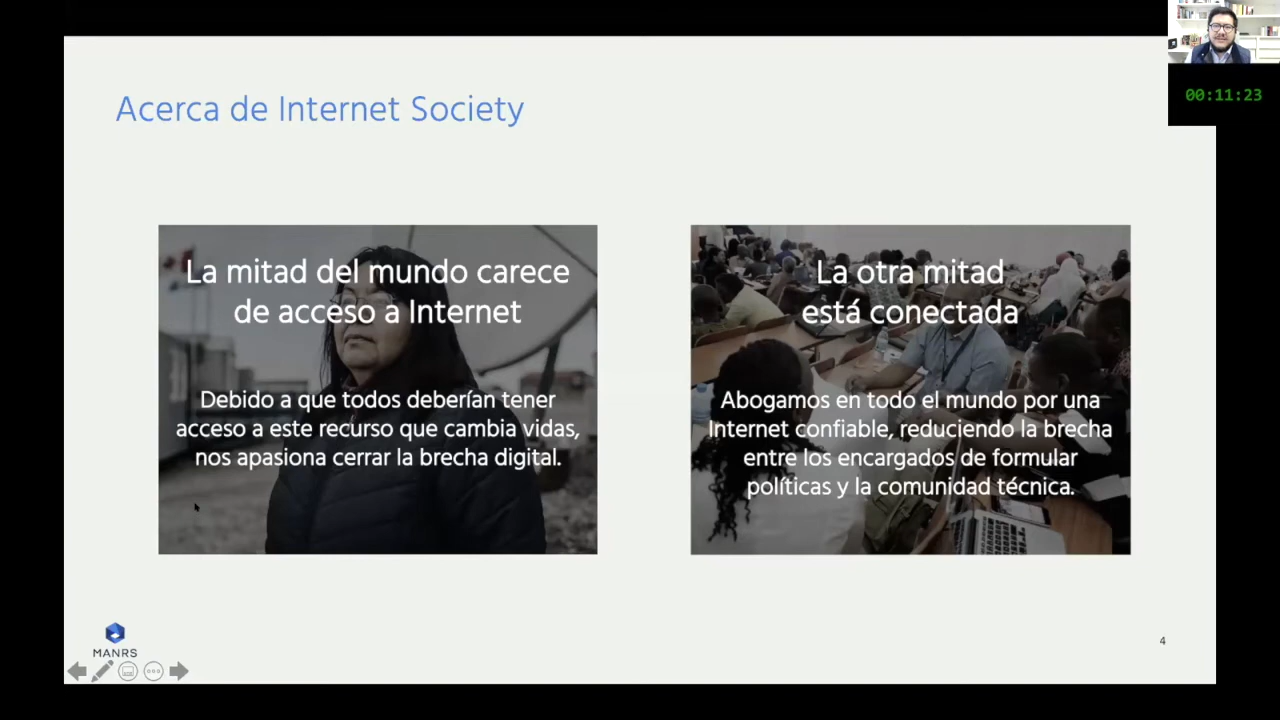 00:11:23
Acerca de Internet Society
La mitad del mundo carece
de acceso a Internet
Debido a que todos deberían tener
acceso a este recurso que cambia vidas,
nos apasiona cerrar la brecha digital.
La otra mitad
está conectada
Abogamos en todo el mundo por una
Internet confiable, reduciendo la brecha
entre los encargados de formular
políticas y la comunidad técnica.
MANRS
4